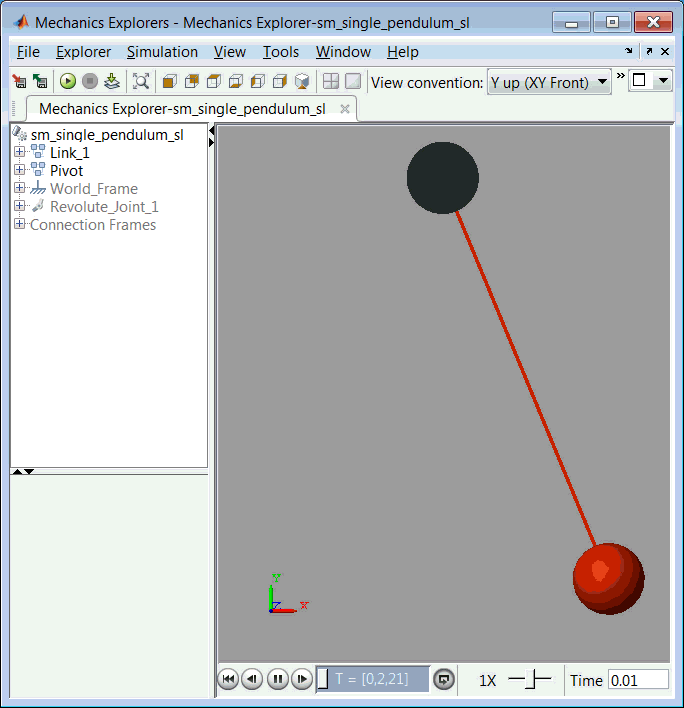 Mechanics Explorers - Mechanics Explorer-sm_single_pendulum_sl
File Explorer Simulation View Tools Window Help
View convention: Y up (XY Front) »
Mechanics Explorer-sm_single_pendulum_sl
sm_single_pendulum_sl
Link_1
Pivot
World_Frame
Revolute_Joint_1
Connection Frames
Y
Z X
T = [0,2,21] 1X Time 0.01